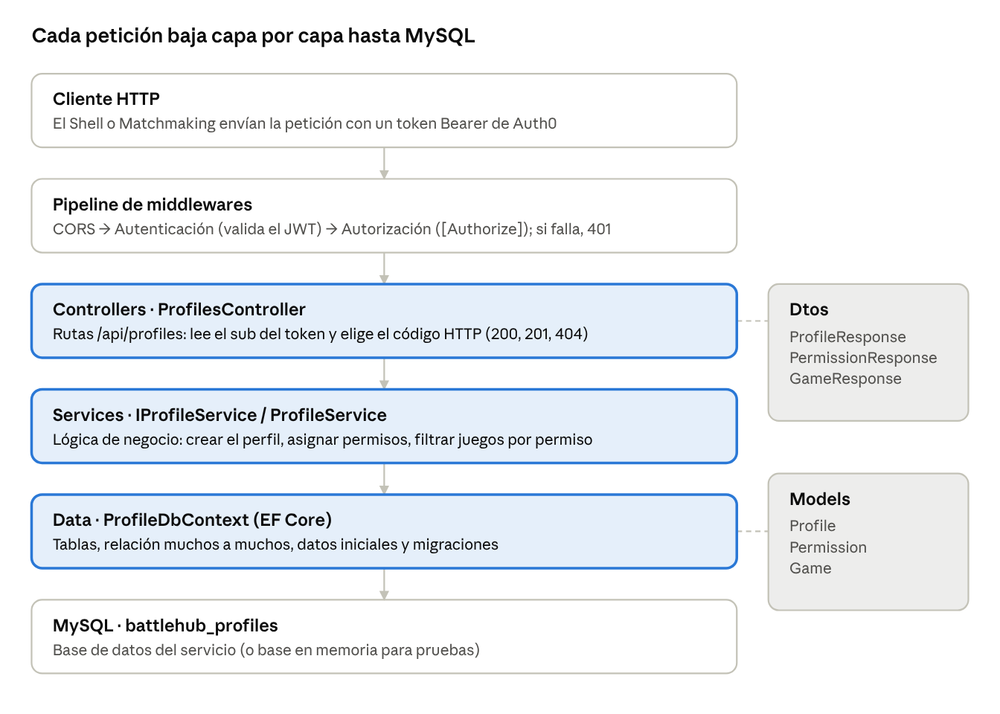 Cada petición baja capa por capa hasta MySQL
Cliente HTTP
El Shell o Matchmaking envían la petición con un token Bearer de Auth0
Pipeline de middlewares
CORS → Autenticación (valida el JWT) → Autorización ([Authorize]); si falla, 401
Controllers · ProfilesController
Rutas /api/profiles: lee el sub del token y elige el código HTTP (200, 201, 404)
Dtos
ProfileResponse
PermissionResponse
GameResponse
Services · IProfileService / ProfileService
Lógica de negocio: crear el perfil, asignar permisos, filtrar juegos por permiso
Data · ProfileDbContext (EF Core)
Tablas, relación muchos a muchos, datos iniciales y migraciones
Models
Profile
Permission
Game
MySQL · battlehub_profiles
Base de datos del servicio (o base en memoria para pruebas)